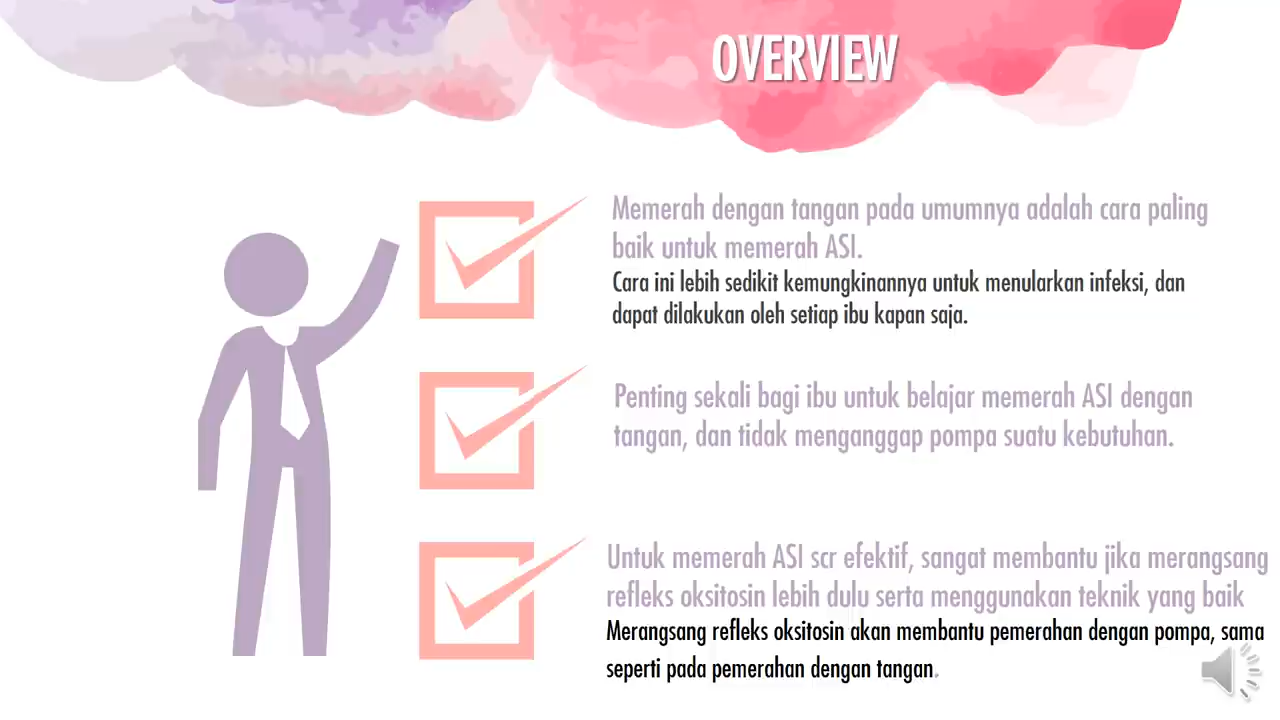 OVERVIEW
Memerah dengan tangan pada umumnya adalah cara paling
baik untuk memerah ASI.
Cara ini lebih sedikit kemungkinannya untuk menularkan infeksi, dan
dapat dilakukan oleh setiap ibu kapan saja.
Penting sekali bagi ibu untuk belajar memerah ASI dengan
tangan, dan tidak menganggap pompa suatu kebutuhan.
Untuk memerah ASI scr efektif, sangat membantu jika merangsang
refleks oksitosin lebih dulu serta menggunakan teknik yang baik
Merangsang refleks oksitosin akan membantu pemerahan dengan pompa, sama
seperti pada pemerahan dengan tangan.